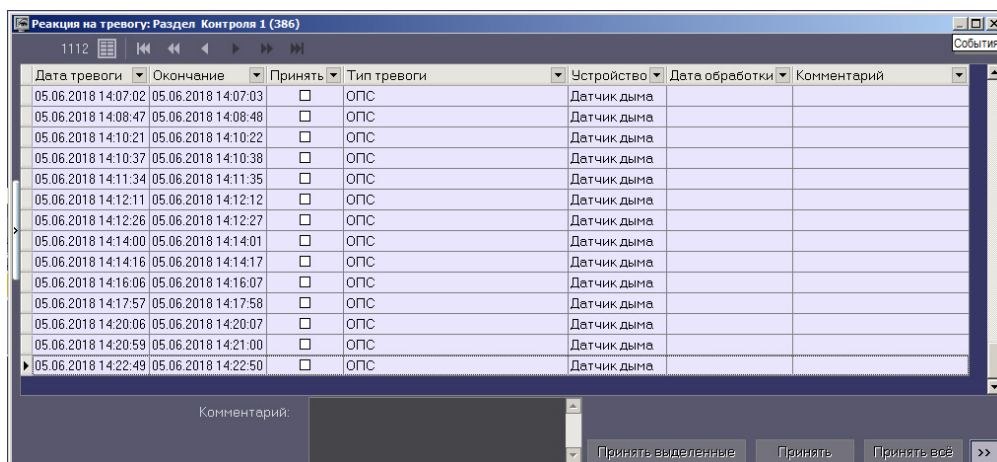 Реакция на тревогу: Раздел Контроля 1 (386)
1112
События
Дата тревоги Окончание Принять Тип тревоги Устройство Дата обработки Комментарий
05.06.2018 14:07:02 05.06.2018 14:07:03 ОПС Датчик дыма
05.06.2018 14:08:47 05.06.2018 14:08:48 ОПС Датчик дыма
05.06.2018 14:10:21 05.06.2018 14:10:22 ОПС Датчик дыма
05.06.2018 14:10:37 05.06.2018 14:10:38 ОПС Датчик дыма
05.06.2018 14:11:34 05.06.2018 14:11:35 ОПС Датчик дыма
05.06.2018 14:12:11 05.06.2018 14:12:12 ОПС Датчик дыма
05.06.2018 14:12:26 05.06.2018 14:12:27 ОПС Датчик дыма
05.06.2018 14:14:00 05.06.2018 14:14:01 ОПС Датчик дыма
05.06.2018 14:14:16 05.06.2018 14:14:17 ОПС Датчик дыма
05.06.2018 14:16:06 05.06.2018 14:16:07 ОПС Датчик дыма
05.06.2018 14:17:57 05.06.2018 14:17:58 ОПС Датчик дыма
05.06.2018 14:20:06 05.06.2018 14:20:07 ОПС Датчик дыма
05.06.2018 14:20:59 05.06.2018 14:21:00 ОПС Датчик дыма
05.06.2018 14:22:49 05.06.2018 14:22:50 ОПС Датчик дыма
Комментарий:
Принять выделенные Принять Принять всё >>